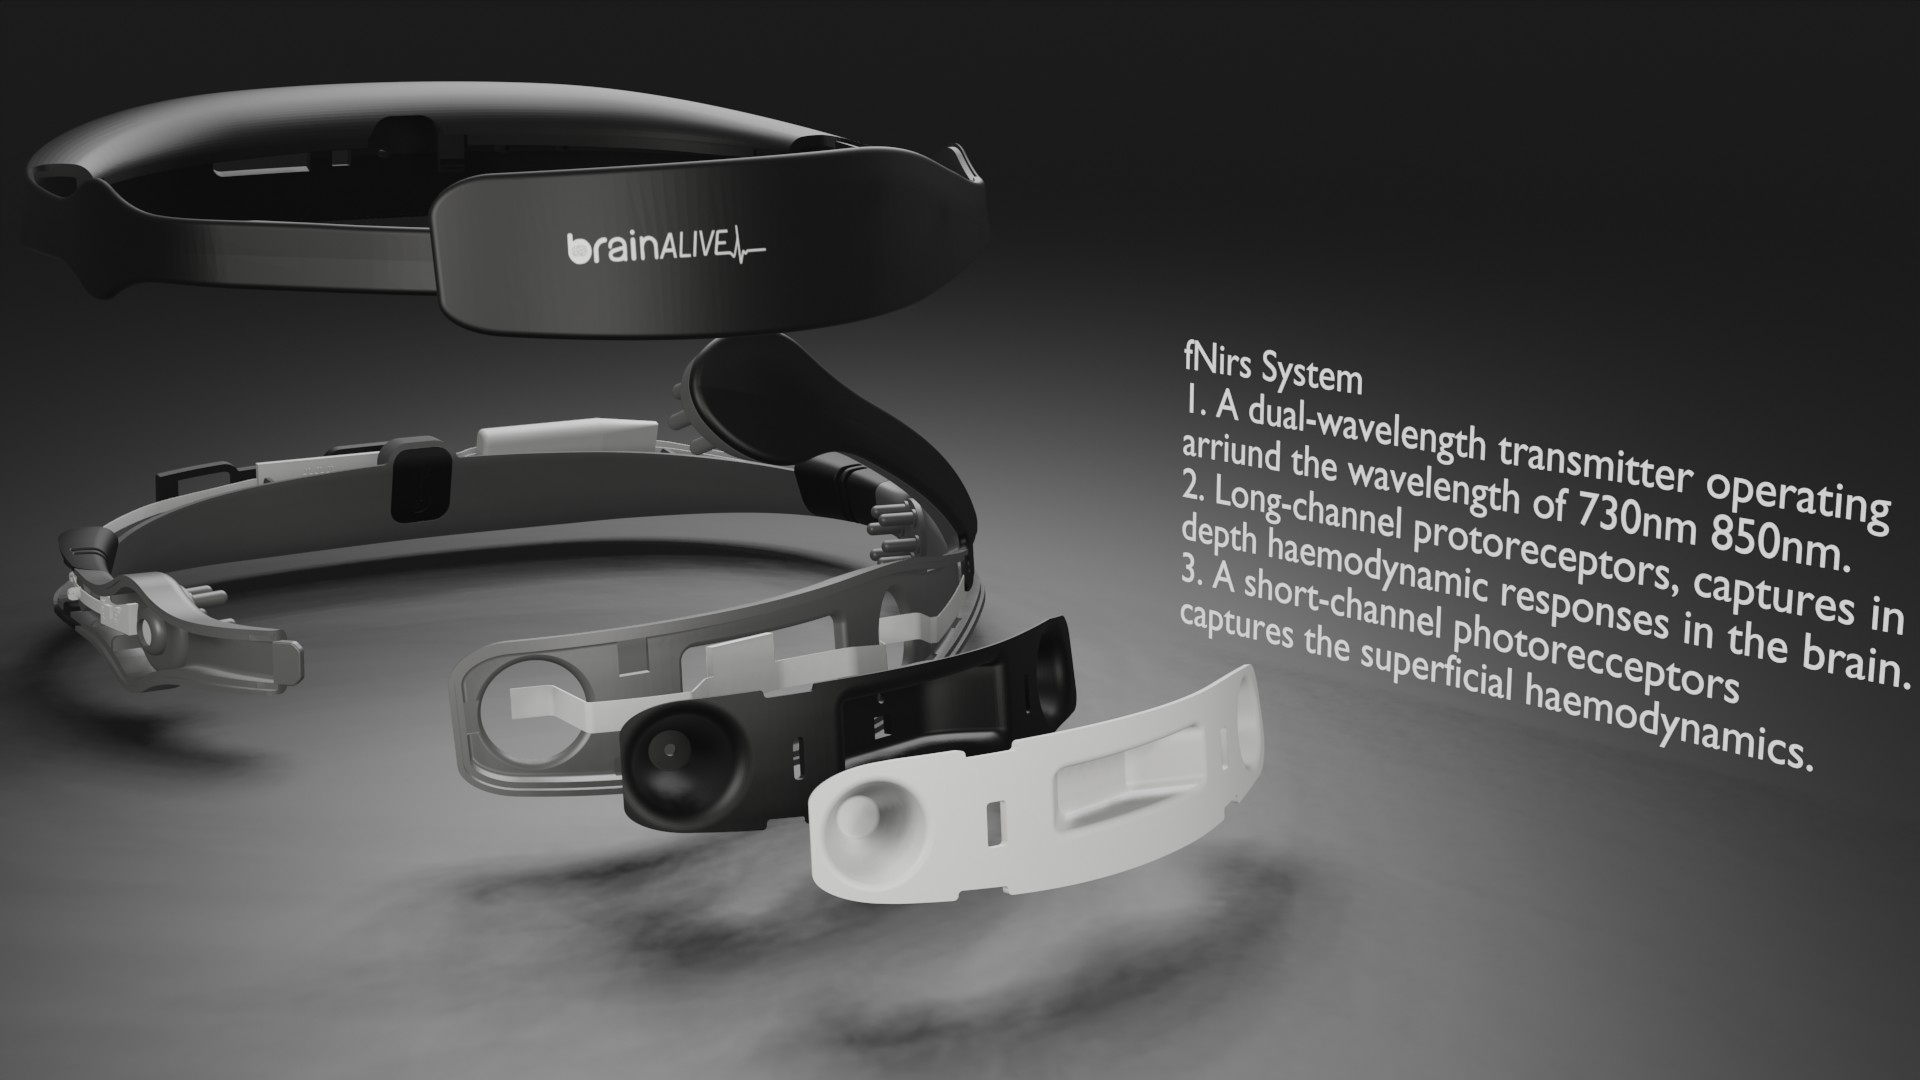 brainALIVE
fNirs System
1. A dual-wavelength transmitter operating
arriund the wavelength of 730nm 850nm.
2. Long-channel protoreceptors, captures in
depth haemodynamic responses in the brain.
3. A short-channel photorecceptors
captures the superficial haemodynamics.